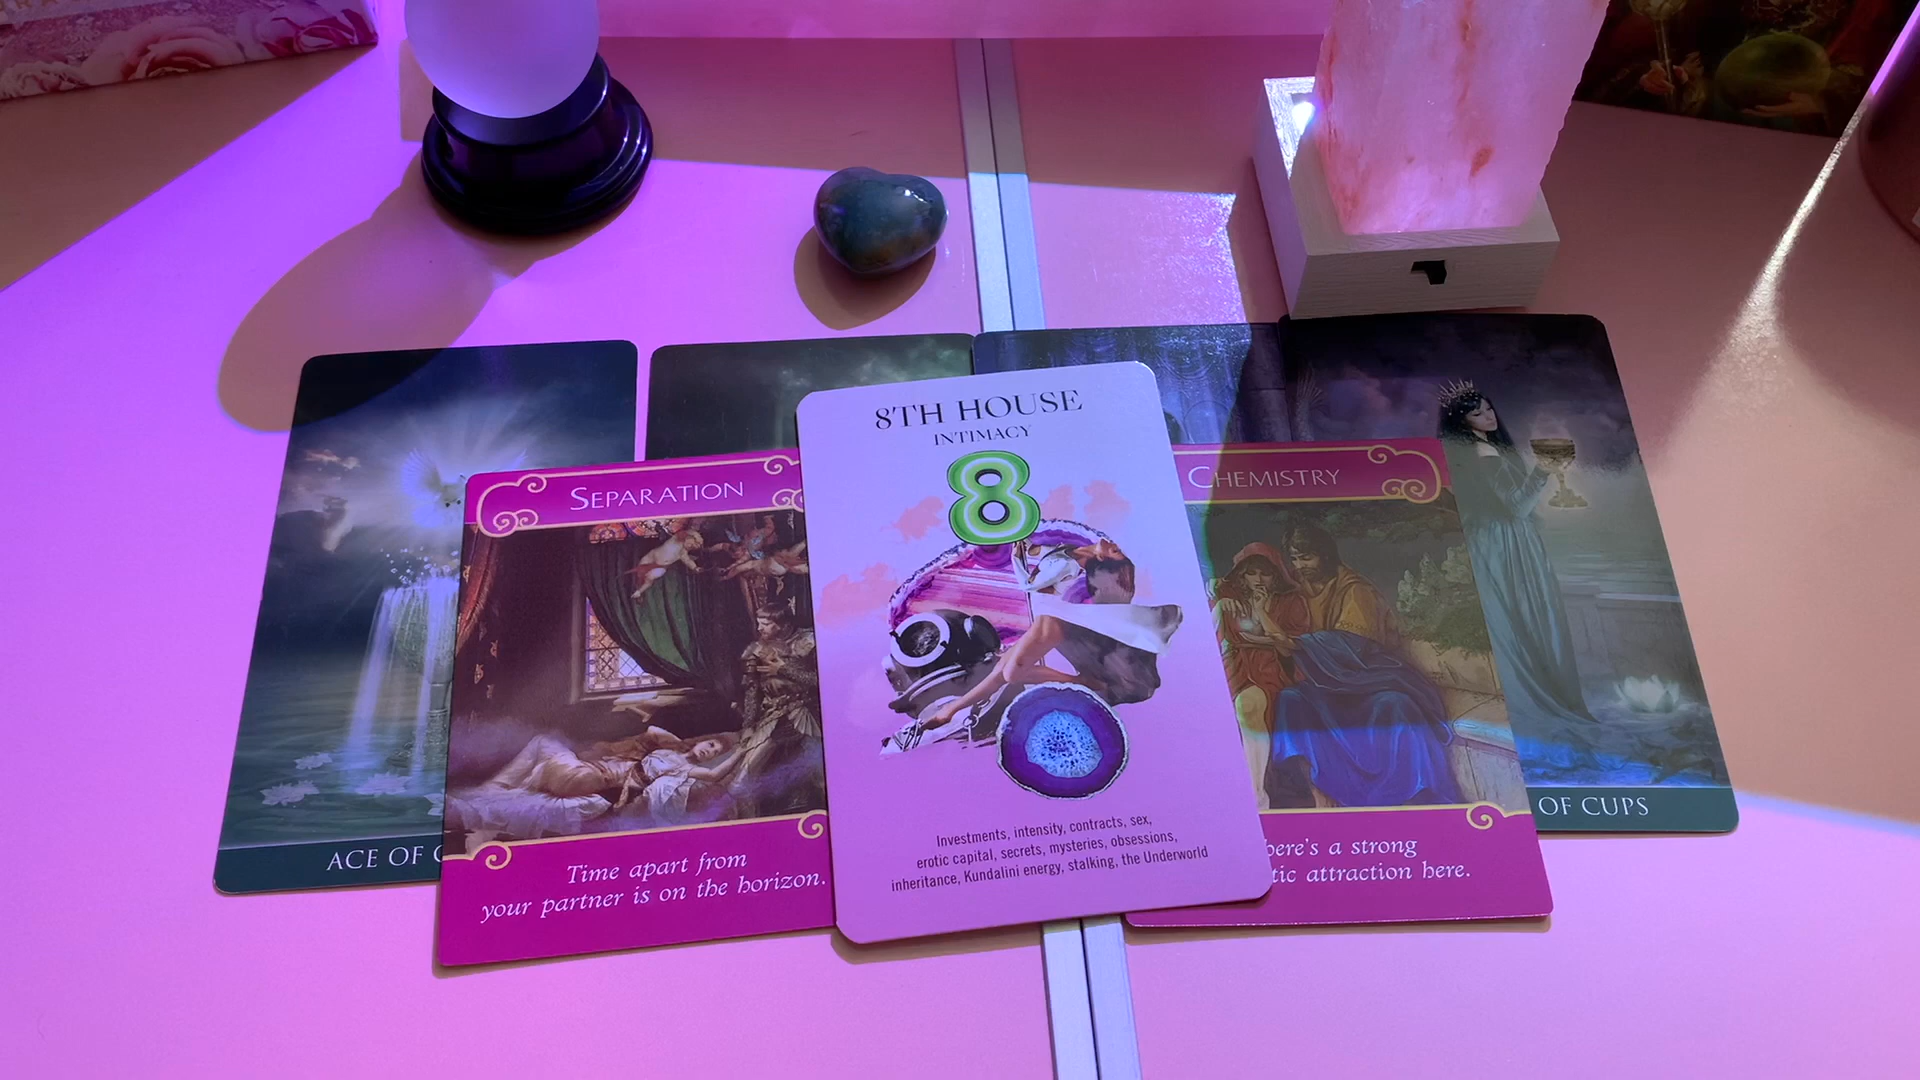 8TH HOUSE
INTIMACY
8
Investments, intensity, contracts, sex,
erotic capital, secrets, mysteries, obsessions,
inheritance, Kundalini energy, stalking, the Underworld
SEPARATION
Time apart from
your partner is on the horizon.
CHEMISTRY
here's a strong
tic attraction here.
ACE OF
OF CUPS